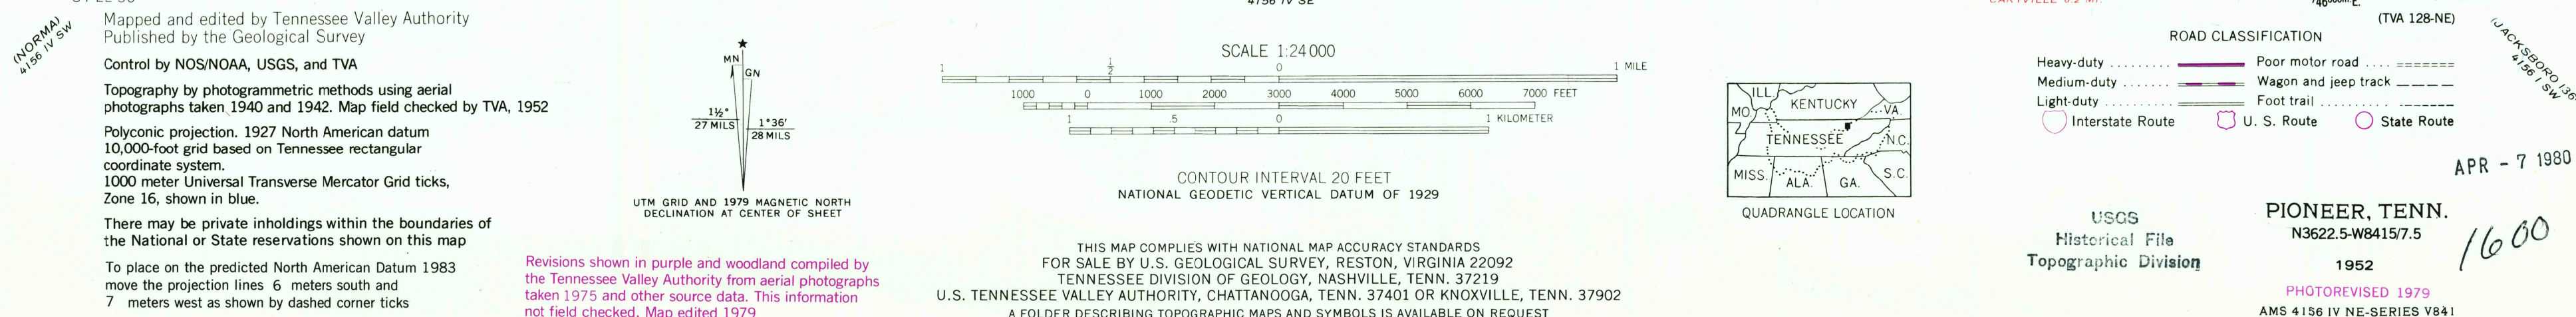 (NORMA)
4156 IV SW
Mapped and edited by Tennessee Valley Authority
Published by the Geological Survey
Control by NOS/NOAA, USGS, and TVA
Topography by photogrammetric methods using aerial
photographs taken 1940 and 1942. Map field checked by TVA, 1952
Polyconic projection. 1927 North American datum
10,000-foot grid based on Tennessee rectangular
coordinate system.
1000 meter Universal Transverse Mercator Grid ticks,
Zone 16, shown in blue.
There may be private inholdings within the boundaries of
the National or State reservations shown on this map
To place on the predicted North American Datum 1983
move the projection lines 6 meters south and
7 meters west as shown by dashed corner ticks
MN
GN
1½°
27 MILS
1°36′
28 MILS
UTM GRID AND 1979 MAGNETIC NORTH
DECLINATION AT CENTER OF SHEET
Revisions shown in purple and woodland compiled by
the Tennessee Valley Authority from aerial photographs
taken 1975 and other source data. This information
not field checked. Map edited 1979
4156 IV SE
SCALE 1:24 000
1 ½ 0 1 MILE
1000 0 1000 2000 3000 4000 5000 6000 7000 FEET
1 .5 0 1 KILOMETER
CONTOUR INTERVAL 20 FEET
NATIONAL GEODETIC VERTICAL DATUM OF 1929
THIS MAP COMPLIES WITH NATIONAL MAP ACCURACY STANDARDS
FOR SALE BY U.S. GEOLOGICAL SURVEY, RESTON, VIRGINIA 22092
TENNESSEE DIVISION OF GEOLOGY, NASHVILLE, TENN. 37219
U.S. TENNESSEE VALLEY AUTHORITY, CHATTANOOGA, TENN. 37401 OR KNOXVILLE, TENN. 37902
A FOLDER DESCRIBING TOPOGRAPHIC MAPS AND SYMBOLS IS AVAILABLE ON REQUEST
ILL.
MO.
KENTUCKY
VA.
TENNESSEE
N.C.
MISS.
ALA.
GA.
S.C.
QUADRANGLE LOCATION
(TVA 128-NE)
ROAD CLASSIFICATION
Heavy-duty ......... Poor motor road ....
Medium-duty ....... Wagon and jeep track
Light-duty .......... Foot trail ..........
Interstate Route U. S. Route State Route
(JACKSBORO 136
4156 I SW
APR - 7 1980
USGS
Historical File
Topographic Division
PIONEER, TENN.
N3622.5-W8415/7.5
1952
1600
PHOTOREVISED 1979
AMS 4156 IV NE-SERIES V841